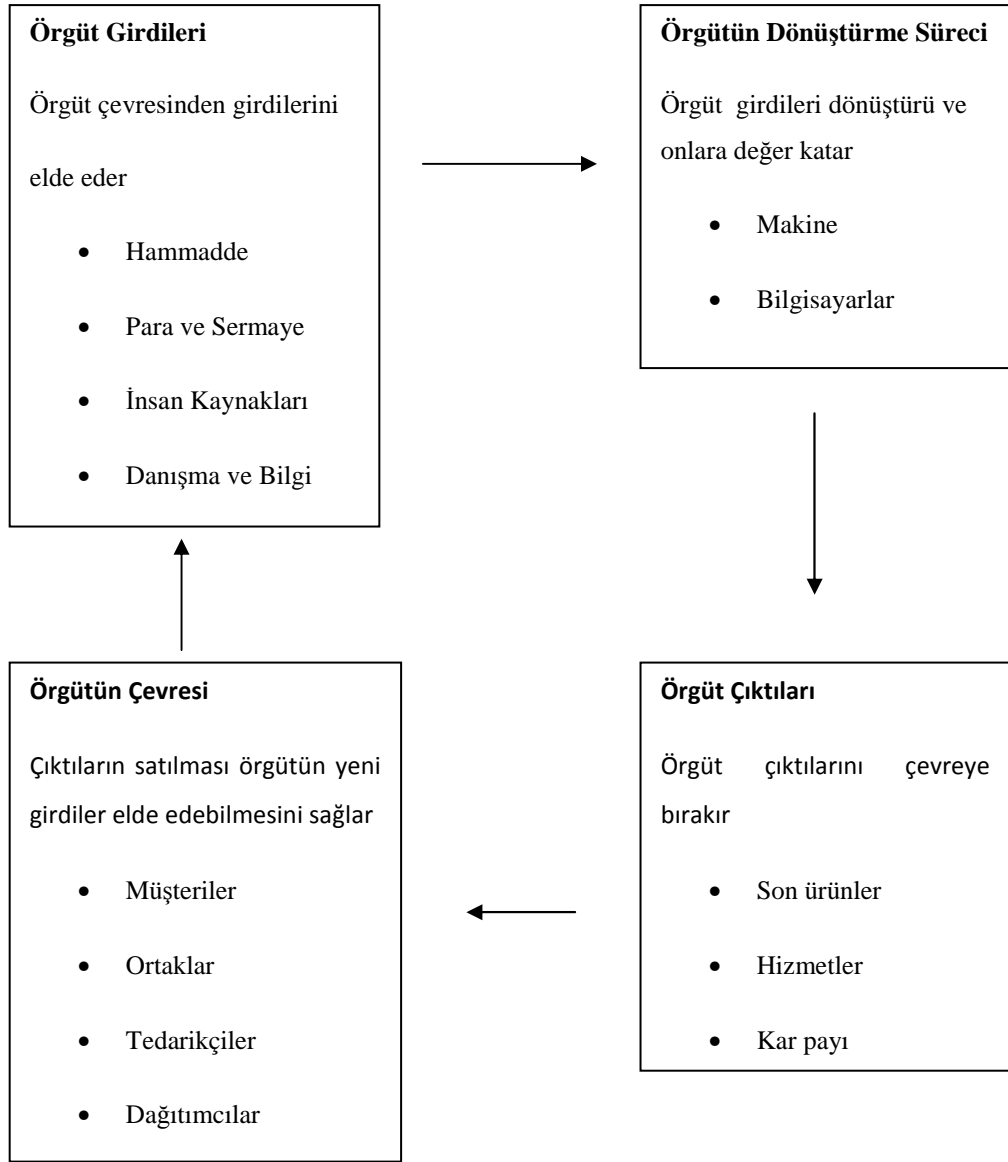 Örgüt Girdileri
Örgüt çevresinden girdilerini
elde eder
• Hammadde
• Para ve Sermaye
• İnsan Kaynakları
• Danışma ve Bilgi
Örgütün Dönüştürme Süreci
Örgüt girdileri dönüştürü ve
onlara değer katar
• Makine
• Bilgisayarlar
Örgütün Çevresi
Çıktıların satılması örgütün yeni
girdiler elde edebilmesini sağlar
• Müşteriler
• Ortaklar
• Tedarikçiler
• Dağıtımcılar
Örgüt Çıktıları
Örgüt çıktılarını çevreye
bırakır
• Son ürünler
• Hizmetler
• Kar payı